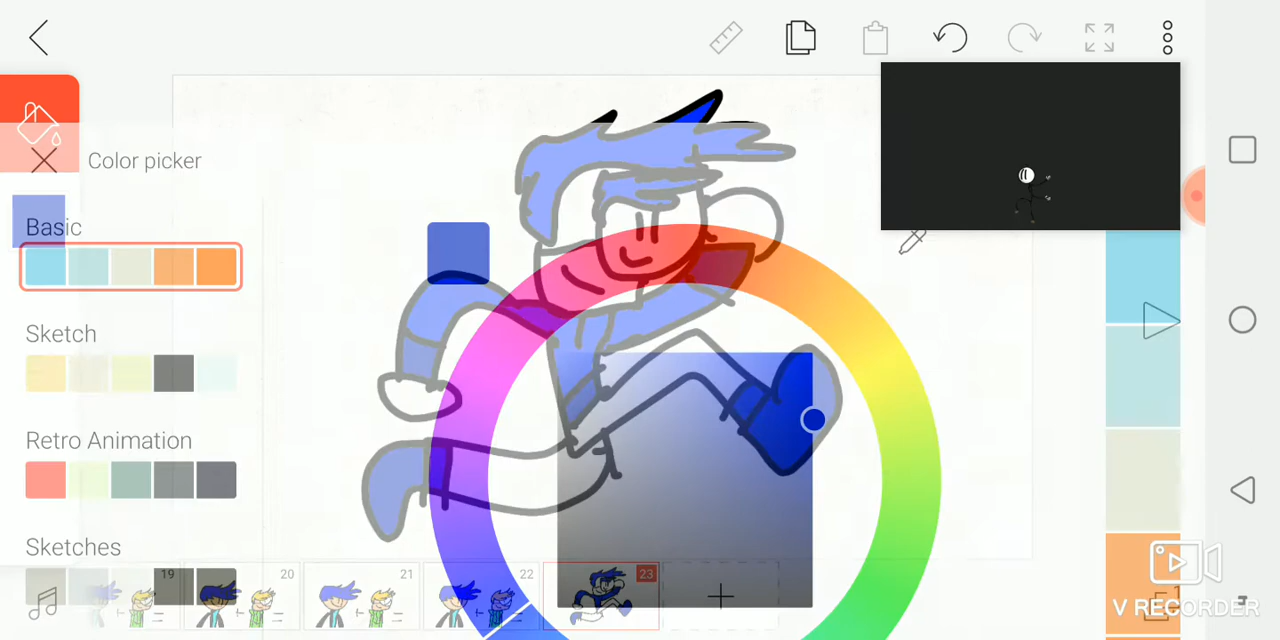 Color picker
Basic
Sketch
Retro Animation
Sketches
19
20
21
22
23
V RECORDER